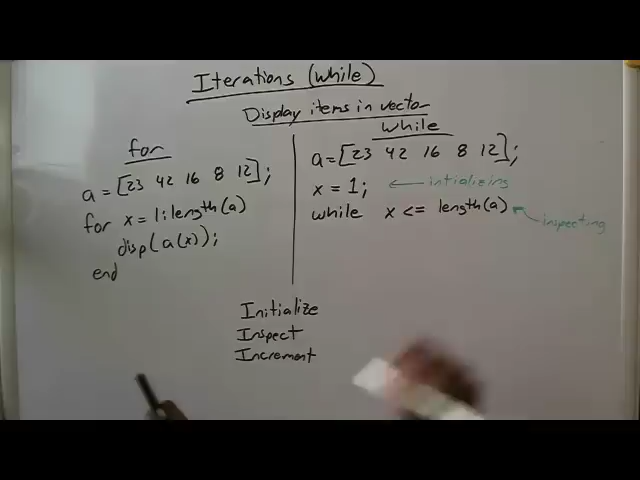 Iterations (while)
Display items in vector
for
a = [23 42 16 8 12];
for x = 1:length(a)
disp(a(x));
end
while
a = [23 42 16 8 12];
x = 1; ← intializing
while x <= length(a) ← inspecting
Initialize
Inspect
Increment